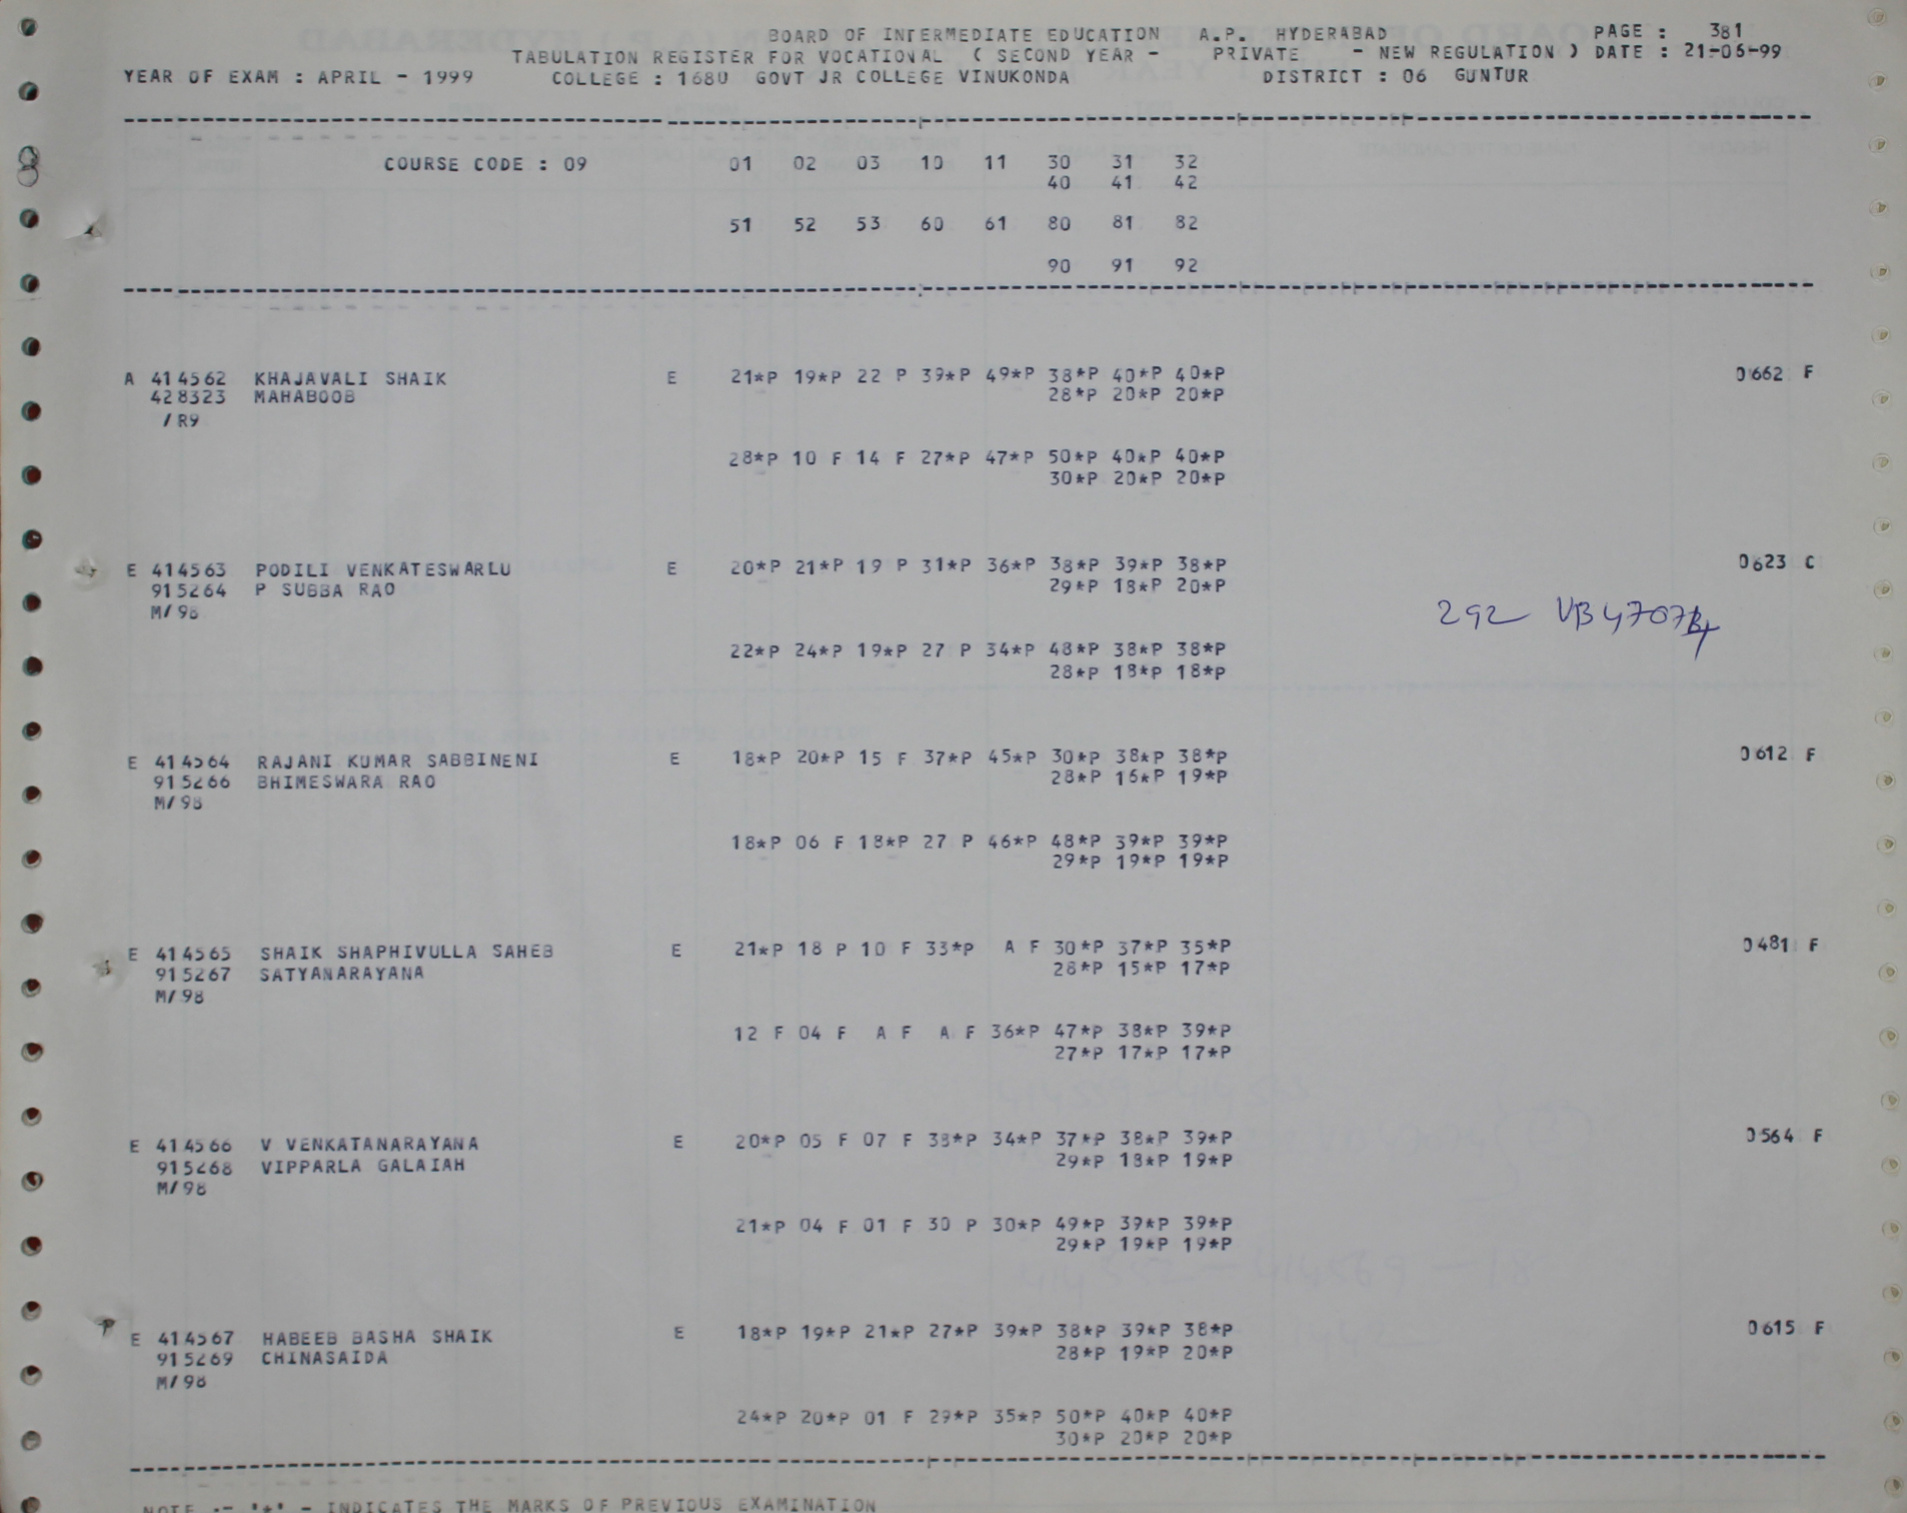 BOARD OF INTERMEDIATE EDUCATION A.P. HYDERABAD PAGE : 381
TABULATION REGISTER FOR VOCATIONAL ( SECOND YEAR - PRIVATE - NEW REGULATION ) DATE : 21-06-99
YEAR OF EXAM : APRIL - 1999 COLLEGE : 1680 GOVT JR COLLEGE VINUKONDA DISTRICT : 06 GUNTUR
COURSE CODE : 09 01 02 03 10 11 30 31 32
40 41 42
51 52 53 60 61 80 81 82
90 91 92
A 414562 KHAJAVALI SHAIK E 21*P 19*P 22 P 39*P 49*P 38*P 40*P 40*P 0662 F
428323 MAHABOOB 28*P 20*P 20*P
/R9
28*P 10 F 14 F 27*P 47*P 50*P 40*P 40*P
30*P 20*P 20*P
E 414563 PODILI VENKATESWARLU E 20*P 21*P 19 P 31*P 36*P 38*P 39*P 38*P 0623 C
915264 P SUBBA RAO 29*P 18*P 20*P
M/98
292 VB 4707
22*P 24*P 19*P 27 P 34*P 48*P 38*P 38*P
28*P 18*P 18*P
E 414564 RAJANI KUMAR SABBINENI E 18*P 20*P 15 F 37*P 45*P 30*P 38*P 38*P 0612 F
915266 BHIMESWARA RAO 28*P 16*P 19*P
M/98
18*P 06 F 18*P 27 P 46*P 48*P 39*P 39*P
29*P 19*P 19*P
E 414565 SHAIK SHAPHIVULLA SAHEB E 21*P 18 P 10 F 33*P A F 30*P 37*P 35*P 0481 F
915267 SATYANARAYANA 28*P 15*P 17*P
M/98
12 F 04 F A F A F 36*P 47*P 38*P 39*P
27*P 17*P 17*P
E 414566 V VENKATANARAYANA E 20*P 05 F 07 F 38*P 34*P 37*P 38*P 39*P 0564 F
915268 VIPPARLA GALAIAH 29*P 18*P 19*P
M/98
21*P 04 F 01 F 30 P 30*P 49*P 39*P 39*P
29*P 19*P 19*P
E 414567 HABEEB BASHA SHAIK E 18*P 19*P 21*P 27*P 39*P 38*P 39*P 38*P 0615 F
915269 CHINASAIDA 28*P 19*P 20*P
M/98
24*P 20*P 01 F 29*P 35*P 50*P 40*P 40*P
30*P 20*P 20*P
NOTE :- '*' - INDICATES THE MARKS OF PREVIOUS EXAMINATION